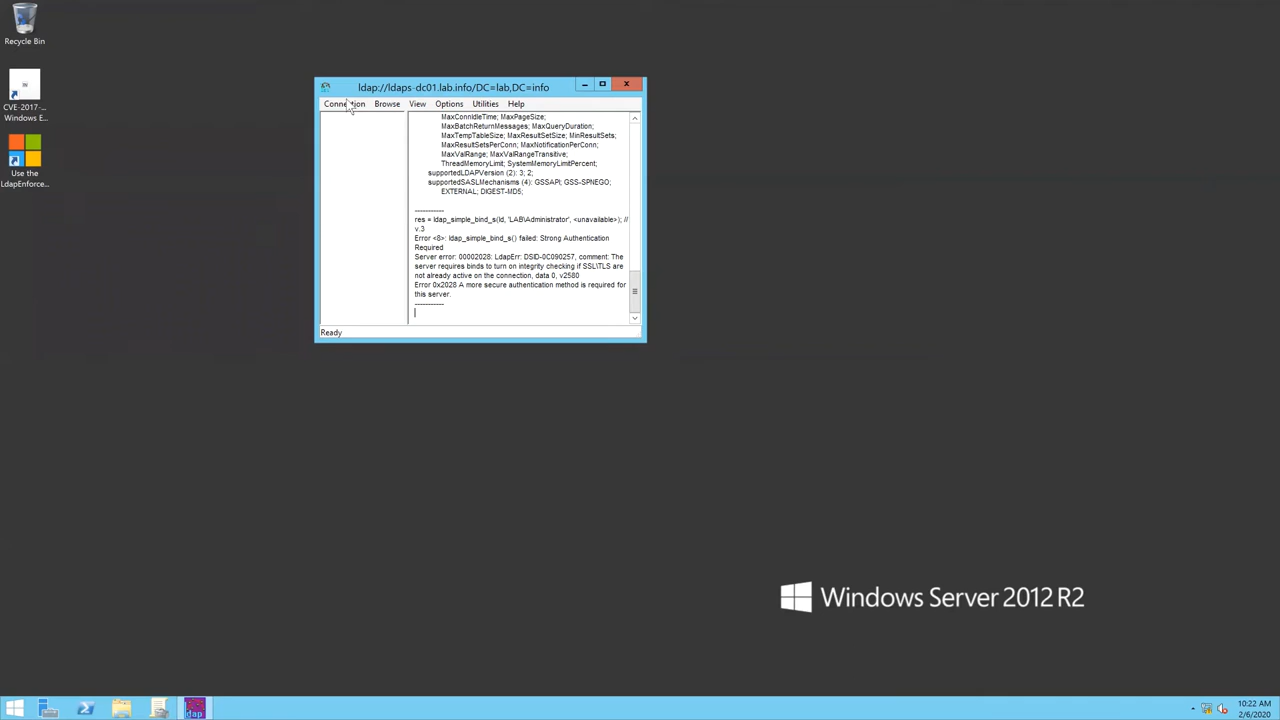 Recycle Bin
CVE-2017-...
Windows E...
Use the
LdapEnforce...
ldap://ldaps-dc01.lab.info/DC=lab,DC=info
Connection Browse View Options Utilities Help
MaxConnIdleTime; MaxPageSize;
MaxBatchReturnMessages; MaxQueryDuration;
MaxTempTableSize; MaxResultSetSize; MinResultSets;
MaxResultSetsPerConn; MaxNotificationPerConn;
MaxValRange; MaxValRangeTransitive;
ThreadMemoryLimit; SystemMemoryLimitPercent;
supportedLDAPVersion (2): 3; 2;
supportedSASLMechanisms (4): GSSAPI; GSS-SPNEGO;
EXTERNAL; DIGEST-MD5;
-----------
res = ldap_simple_bind_s(ld, 'LAB\Administrator', <unavailable>); //
v.3
Error <8>: ldap_simple_bind_s() failed: Strong Authentication
Required
Server error: 00002028: LdapErr: DSID-0C090257, comment: The
server requires binds to turn on integrity checking if SSL\TLS are
not already active on the connection, data 0, v2580
Error 0x2028 A more secure authentication method is required for
this server.
-----------
Ready
Windows Server 2012 R2
ldap
10:22 AM
2/6/2020